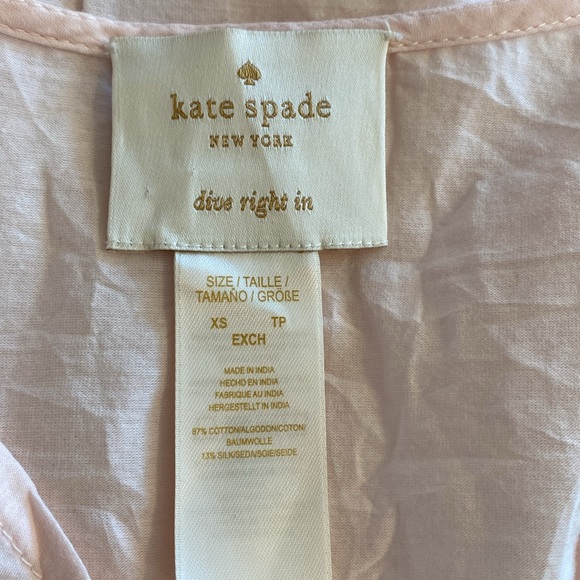 kate spade
NEW YORK
dive right in
SIZE / TAILLE /
TAMAÑO / GRÖßE
XS TP
EXCH
MADE IN INDIA
HECHO EN INDIA
FABRIQUE AU INDIA
HERGESTELLT IN INDIA
87% COTTON/ALGODON/COTON/
BAUMWOLLE
13% SILK/SEDA/SOIE/SEIDE